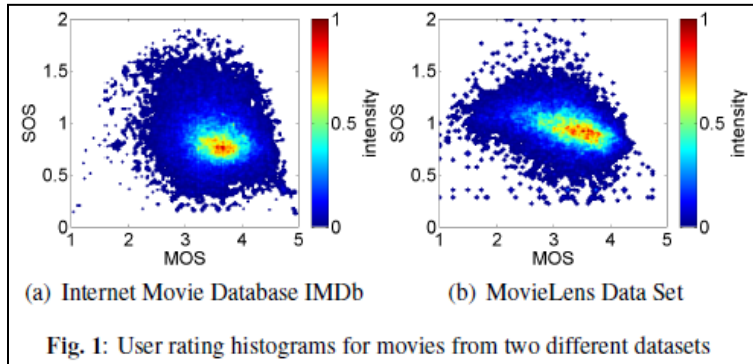 2
1.5
1
0.5
0
SOS
1 2 3 4 5
MOS
1
0.5
0
intensity
2
1.5
1
0.5
0
SOS
1 2 3 4 5
MOS
1
0.5
0
intensity
(a) Internet Movie Database IMDb
(b) MovieLens Data Set
Fig. 1: User rating histograms for movies from two different datasets